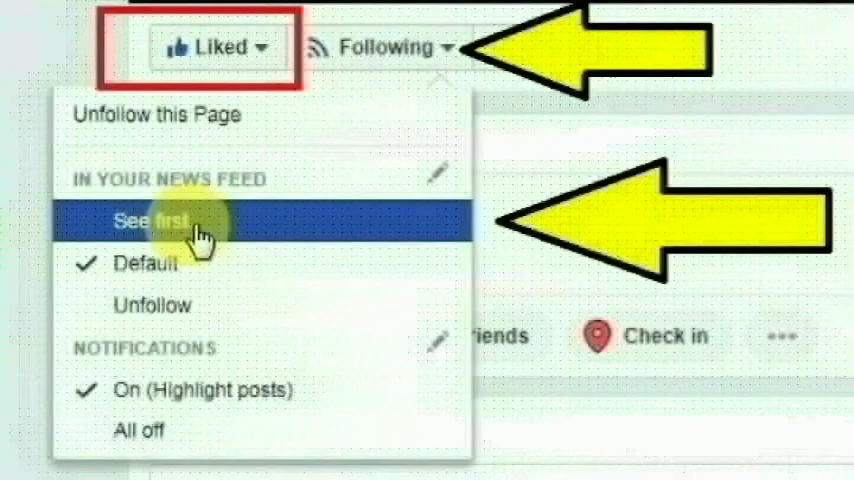 Liked Following
Unfollow this Page
IN YOUR NEWS FEED
See first
Default
Unfollow
riends Check in
NOTIFICATIONS
On (Highlight posts)
All off